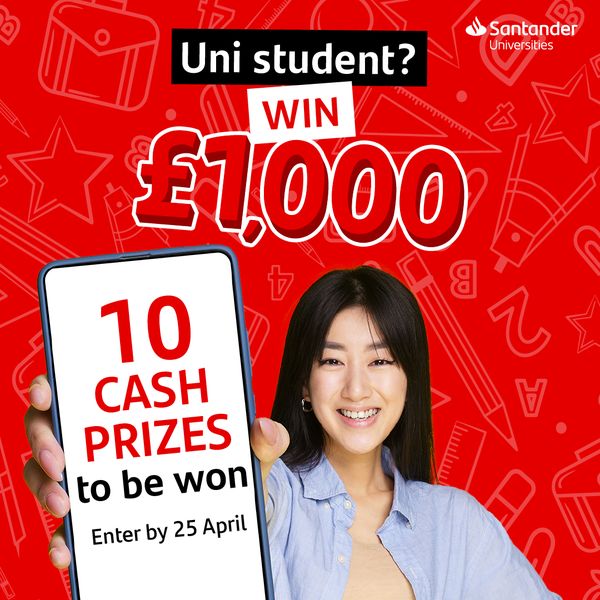 Santander
Universities
Uni student?
WIN
£1,000
10
CASH
PRIZES
to be won
Enter by 25 April